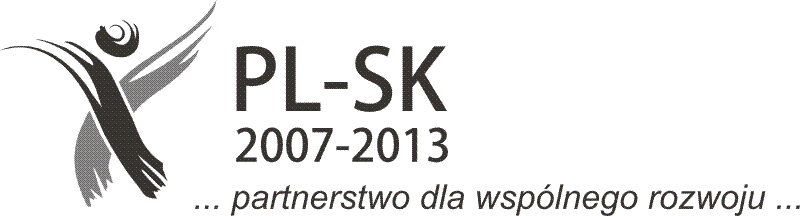 PL-SK
2007-2013
... partnerstwo dla wspólnego rozwoju ...